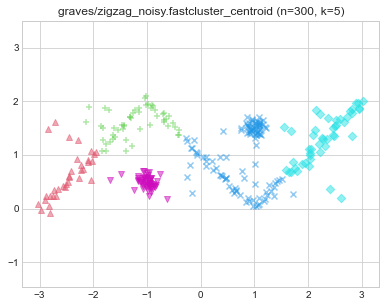 graves/zigzag_noisy.fastcluster_centroid (n=300, k=5)
3
2
1
0
−1
−3 −2 −1 0 1 2 3